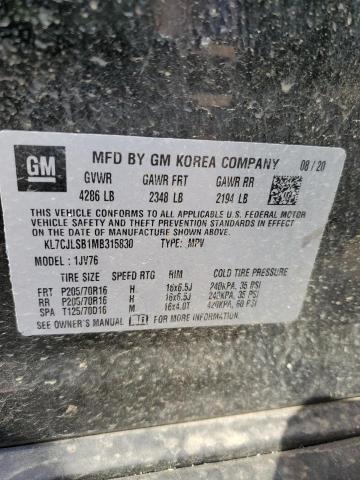 GM
MFD BY GM KOREA COMPANY 08/20
GVWR GAWR FRT GAWR RR
4286 LB 2348 LB 2194 LB
THIS VEHICLE CONFORMS TO ALL APPLICABLE U.S. FEDERAL MOTOR
VEHICLE SAFETY AND THEFT PREVENTION STANDARDS IN EFFECT ON
THE DATE OF MANUFACTURE SHOWN ABOVE.
KL7CJLSB1MB315830 TYPE: MPV
MODEL : 1JV76
SPEED RTG RIM COLD TIRE PRESSURE
FRT P205/70R16 H 16x6.5J 240KPA, 35 PSI
RR P205/70R16 H 16x6.5J 240KPA, 35 PSI
SPA T125/70D16 M 16x4.0T 420KPA, 60 PSI
SEE OWNER'S MANUAL FOR MORE INFORMATION